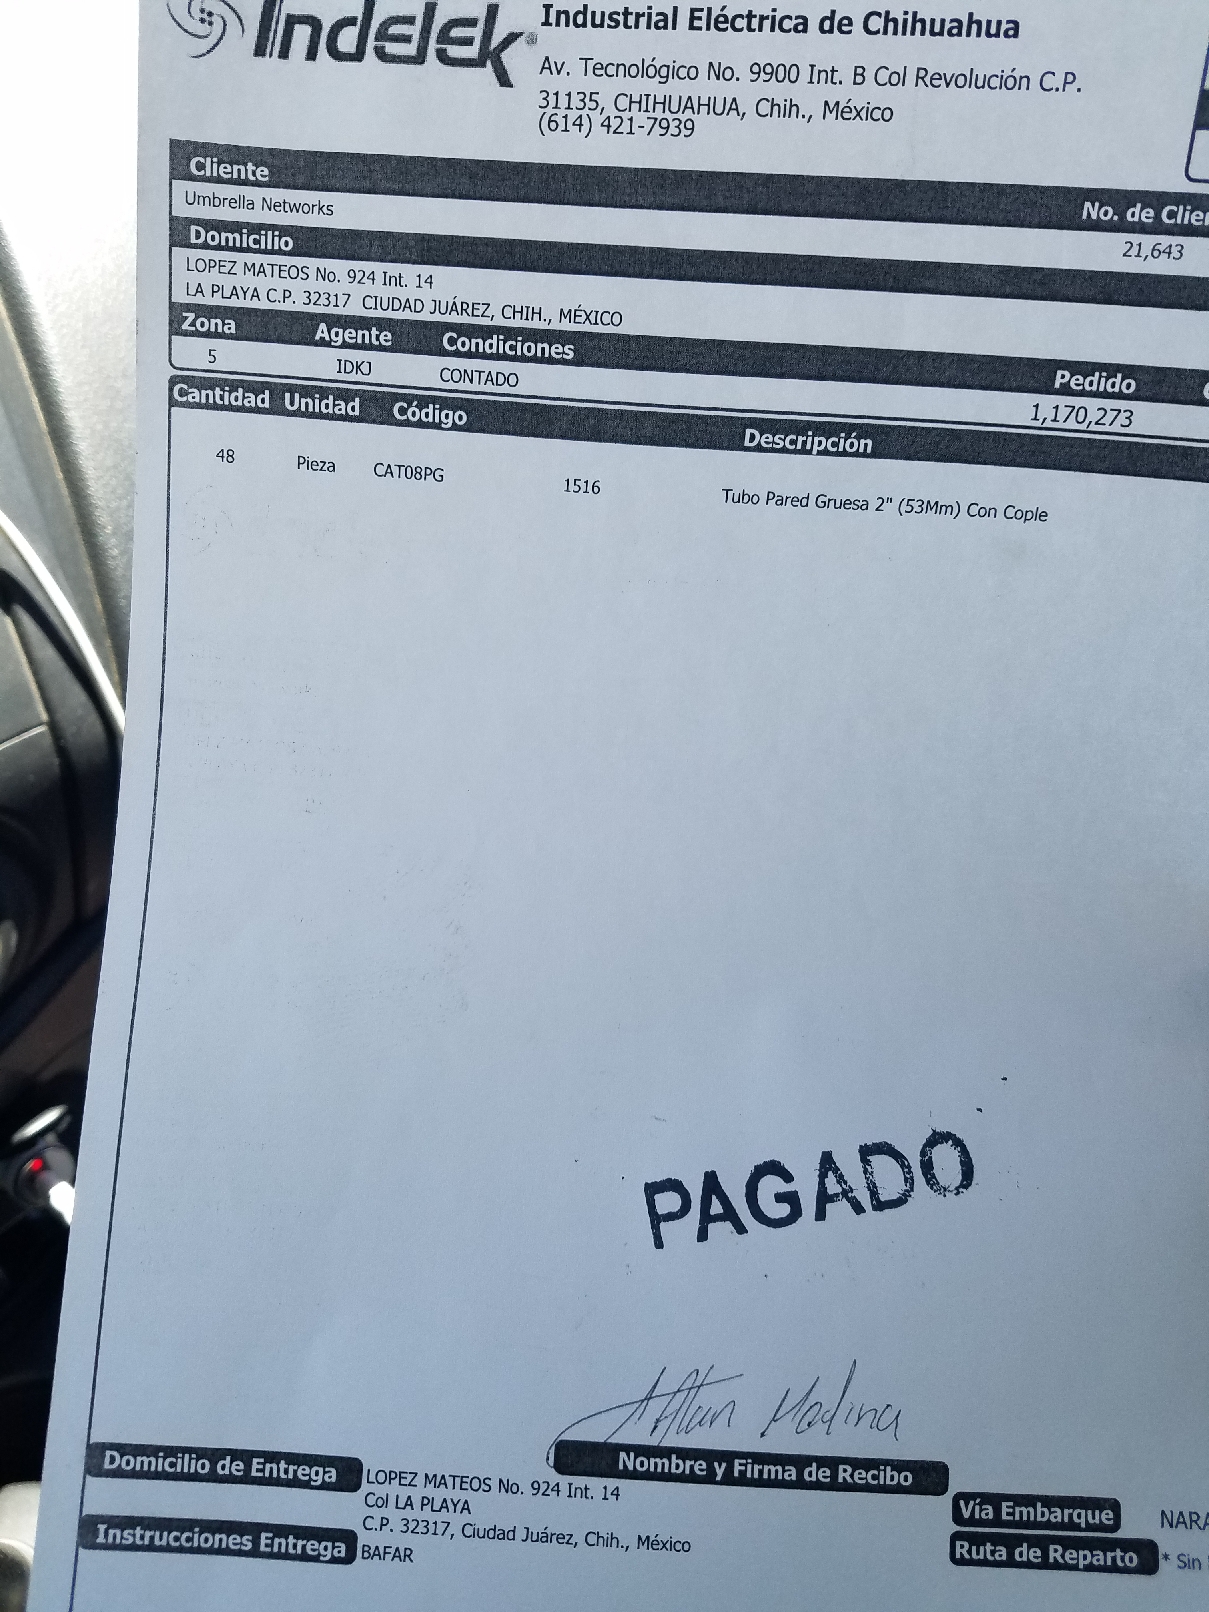 Indelek
Industrial Eléctrica de Chihuahua
Av. Tecnológico No. 9900 Int. B Col Revolución C.P.
31135, CHIHUAHUA, Chih., México
(614) 421-7939
Cliente No. de Clie
Umbrella Networks 21,643
Domicilio
LOPEZ MATEOS No. 924 Int. 14
LA PLAYA C.P. 32317 CIUDAD JUÁREZ, CHIH., MÉXICO
Zona Agente Condiciones Pedido
5 IDKJ CONTADO 1,170,273
Cantidad Unidad Código Descripción
48 Pieza CAT08PG 1516 Tubo Pared Gruesa 2" (53Mm) Con Cople
PAGADO
Medina
Nombre y Firma de Recibo
Domicilio de Entrega LOPEZ MATEOS No. 924 Int. 14
Col LA PLAYA
C.P. 32317, Ciudad Juárez, Chih., México
Instrucciones Entrega BAFAR
Vía Embarque NARA
Ruta de Reparto * Sin